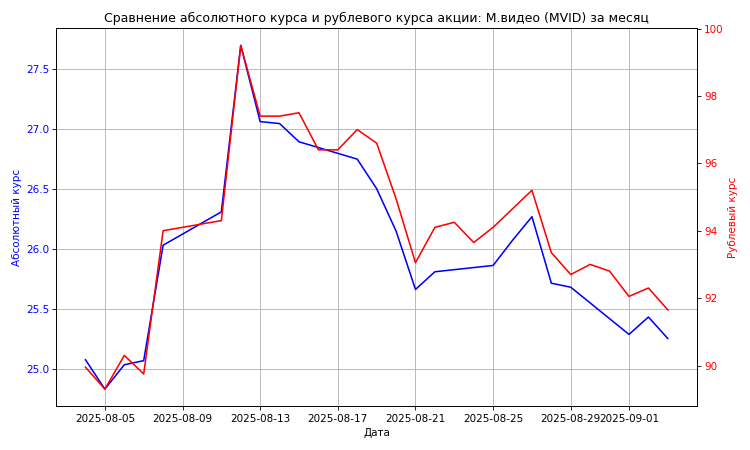 Сравнение абсолютного курса и рублевого курса акции: М.видео (MVID) за месяц
100
27.5
98
27.0
96
26.5
94
26.0
92
25.5
90
25.0
Абсолютный курс
Рублевый курс
2025-08-05 2025-08-09 2025-08-13 2025-08-17 2025-08-21 2025-08-25 2025-08-29 2025-09-01
Дата